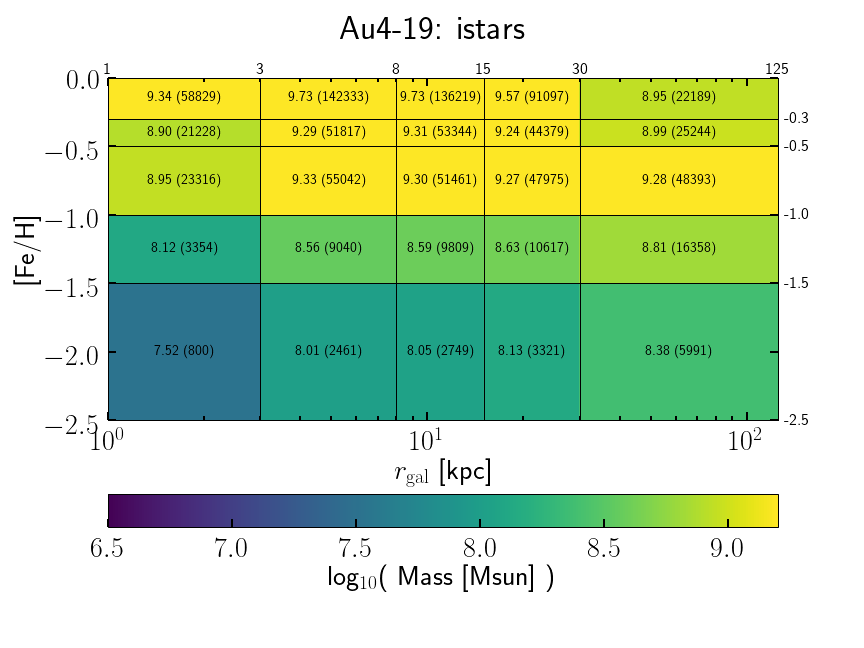 Au4-19: istars
1 3 8 15 30 125
0.0
9.34 (58829) 9.73 (142333) 9.73 (136219) 9.57 (91097) 8.95 (22189)
-0.3
8.90 (21228) 9.29 (51817) 9.31 (53344) 9.24 (44379) 8.99 (25244)
−0.5 -0.5
8.95 (23316) 9.33 (55042) 9.30 (51461) 9.27 (47975) 9.28 (48393)
−1.0 -1.0
[Fe/H]
8.12 (3354) 8.56 (9040) 8.59 (9809) 8.63 (10617) 8.81 (16358)
−1.5 -1.5
7.52 (800) 8.01 (2461) 8.05 (2749) 8.13 (3321) 8.38 (5991)
−2.0
−2.5 -2.5
10⁰ 10¹ 10²
r_gal [kpc]
6.5 7.0 7.5 8.0 8.5 9.0
log₁₀( Mass [Msun] )